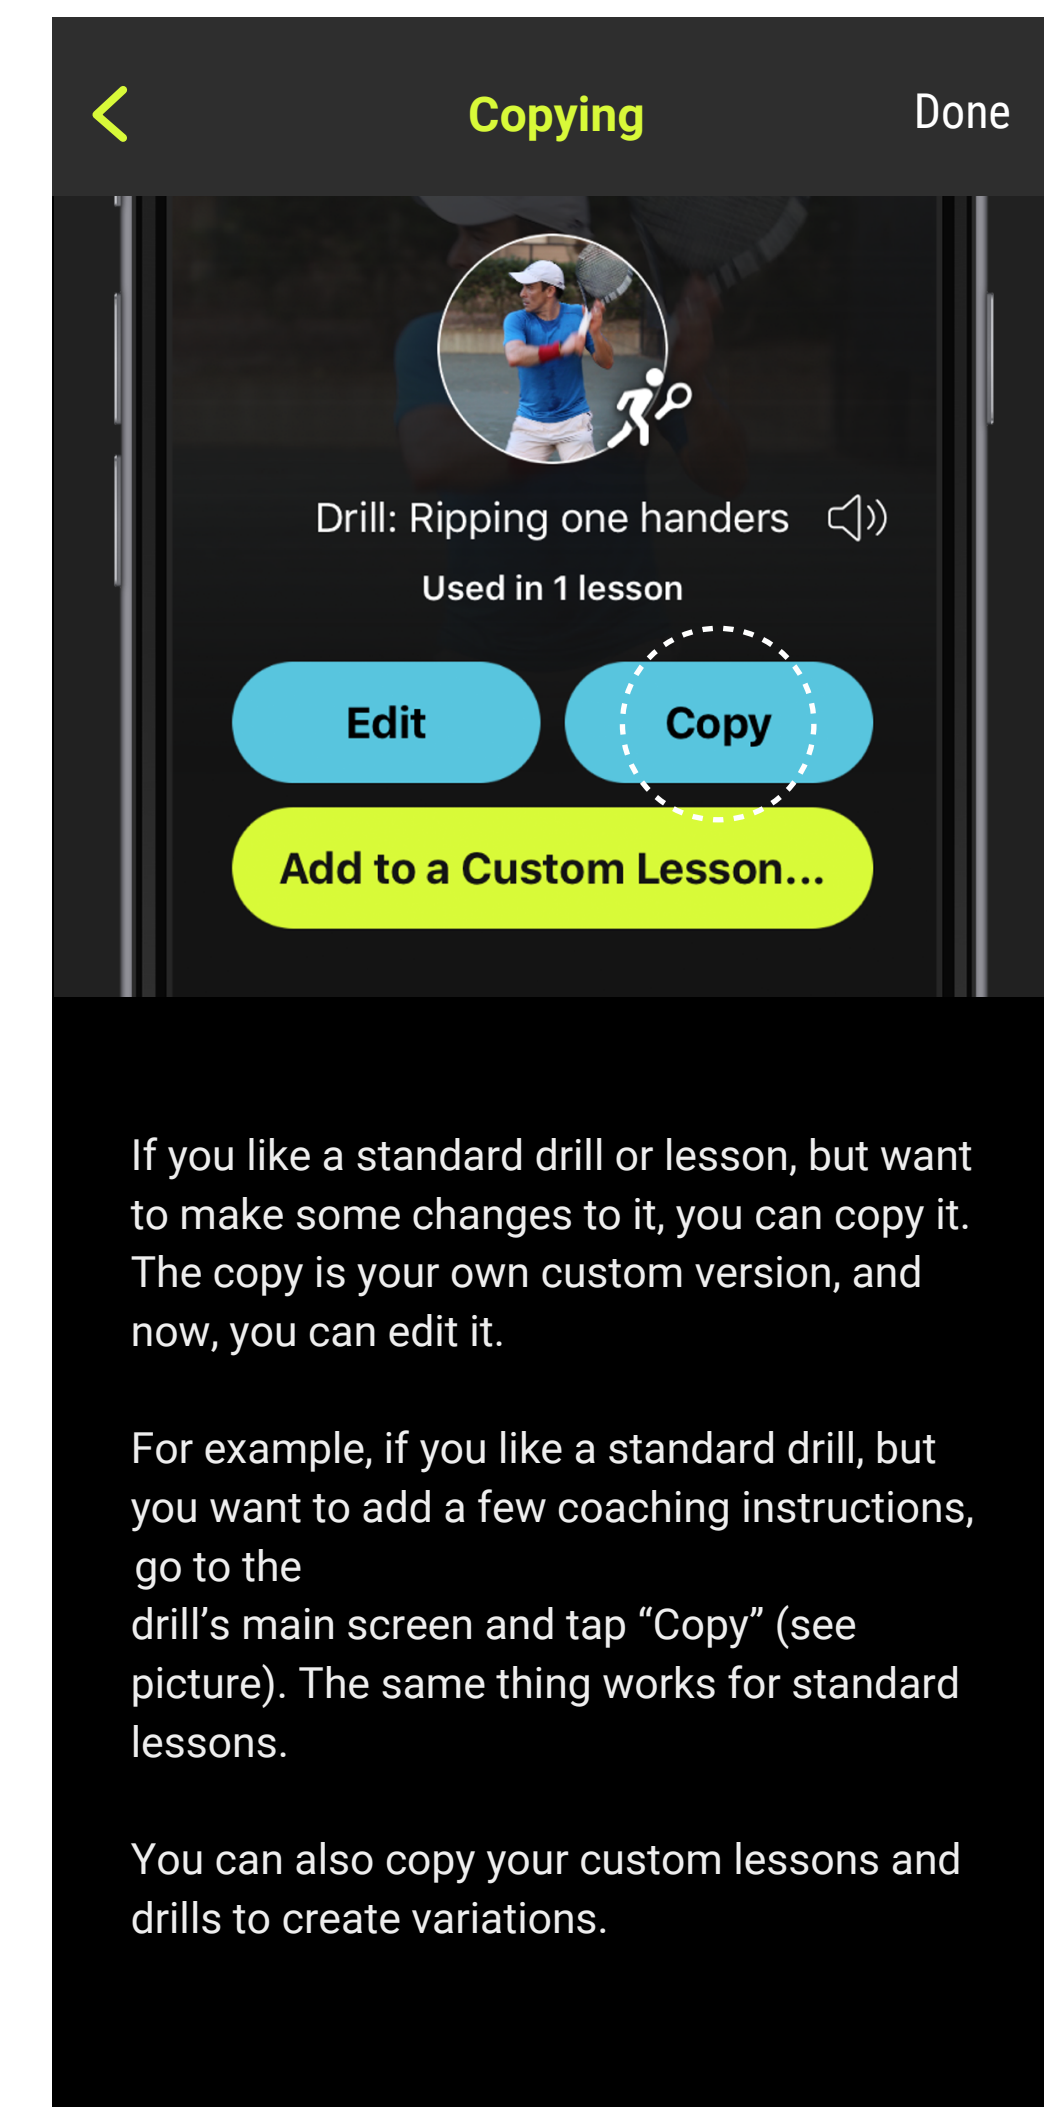 Copying
Done
Drill: Ripping one handers
Used in 1 lesson
Edit
Copy
Add to a Custom Lesson...
If you like a standard drill or lesson, but want
to make some changes to it, you can copy it.
The copy is your own custom version, and
now, you can edit it.
For example, if you like a standard drill, but
you want to add a few coaching instructions,
go to the
drill’s main screen and tap “Copy” (see
picture). The same thing works for standard
lessons.
You can also copy your custom lessons and
drills to create variations.